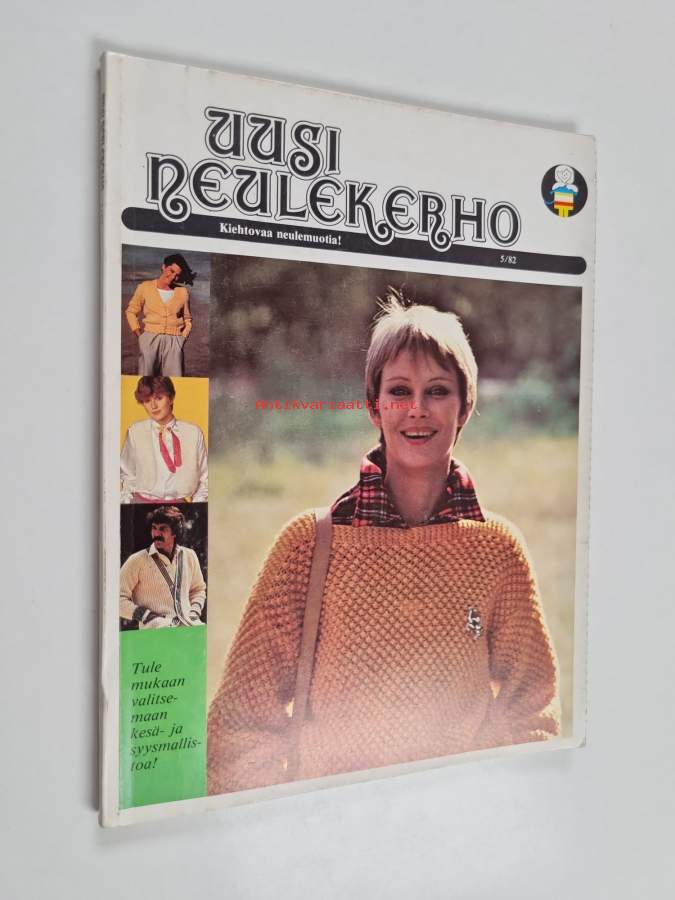 UUSI
NEULEKERHO
Kiehtovaa neulemuotia!
5/82
antikvariaatti.net
Tule
mukaan
valitse-
maan
kesä- ja
syysmallis-
toa!